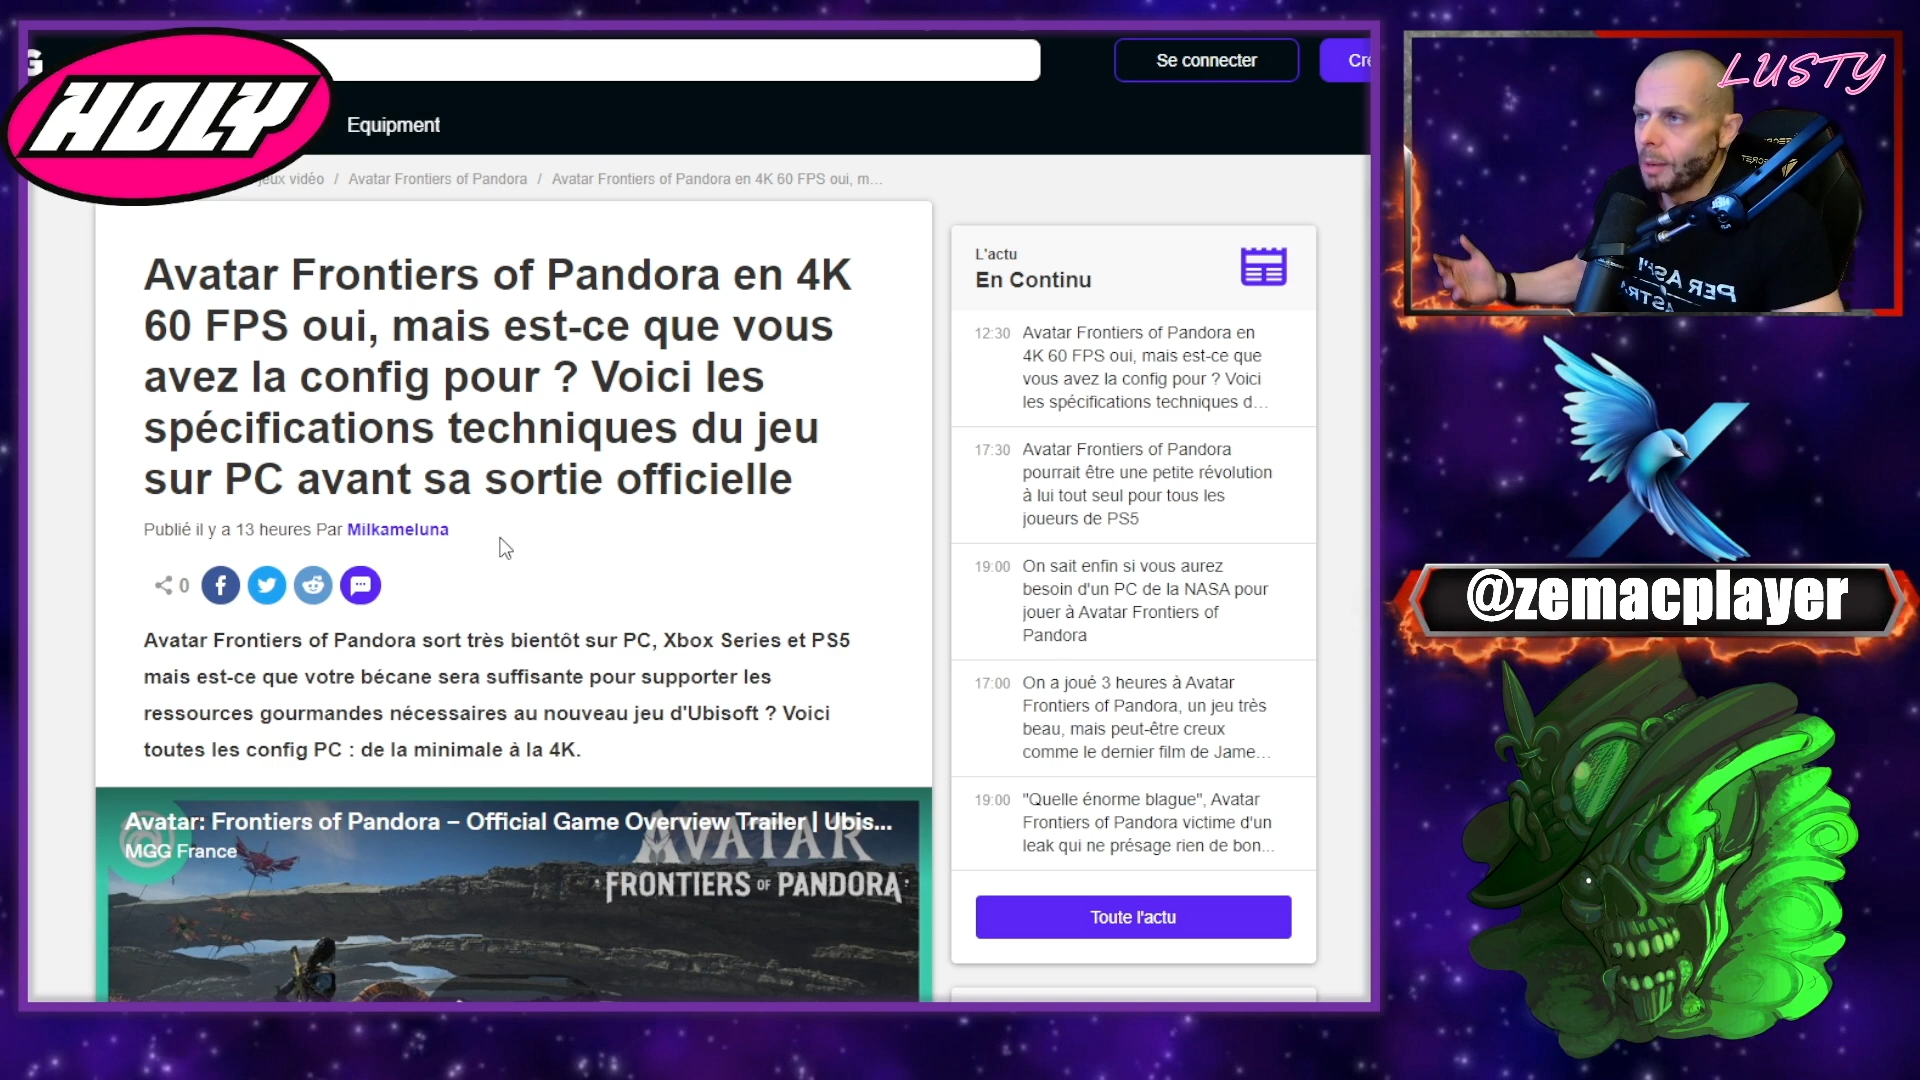 G
HOLY
Se connecter
Cré
Equipment
jeux vidéo / Avatar Frontiers of Pandora / Avatar Frontiers of Pandora en 4K 60 FPS oui, m...
Avatar Frontiers of Pandora en 4K
60 FPS oui, mais est-ce que vous
avez la config pour ? Voici les
spécifications techniques du jeu
sur PC avant sa sortie officielle
Publié il y a 13 heures Par Milkameluna
0
Avatar Frontiers of Pandora sort très bientôt sur PC, Xbox Series et PS5
mais est-ce que votre bécane sera suffisante pour supporter les
ressources gourmandes nécessaires au nouveau jeu d'Ubisoft ? Voici
toutes les config PC : de la minimale à la 4K.
Avatar: Frontiers of Pandora – Official Game Overview Trailer | Ubis...
MGG France
AVATAR
FRONTIERS OF PANDORA
L'actu
En Continu
12:30 Avatar Frontiers of Pandora en
4K 60 FPS oui, mais est-ce que
vous avez la config pour ? Voici
les spécifications techniques d...
17:30 Avatar Frontiers of Pandora
pourrait être une petite révolution
à lui tout seul pour tous les
joueurs de PS5
19:00 On sait enfin si vous aurez
besoin d'un PC de la NASA pour
jouer à Avatar Frontiers of
Pandora
17:00 On a joué 3 heures à Avatar
Frontiers of Pandora, un jeu très
beau, mais peut-être creux
comme le dernier film de Jame...
19:00 "Quelle énorme blague", Avatar
Frontiers of Pandora victime d'un
leak qui ne présage rien de bon...
Toute l'actu
LUSTY
PER ASP
ASTRA
@zemacplayer